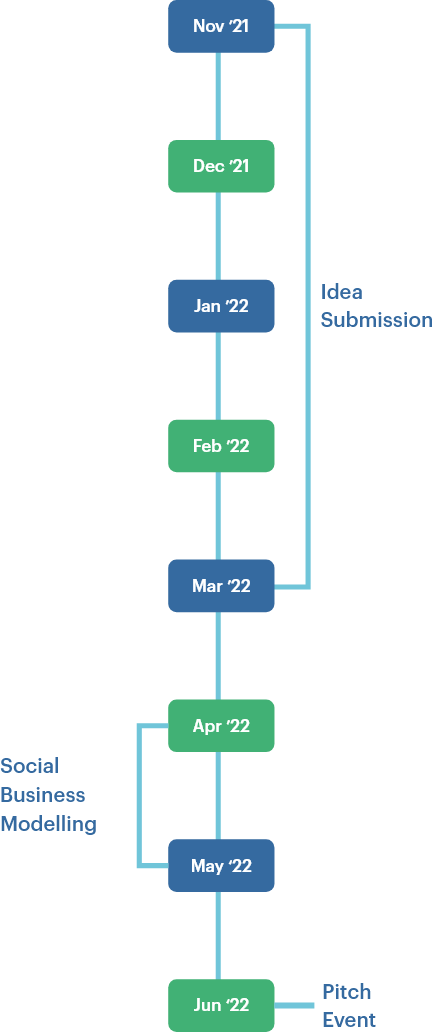 Nov ’21
Dec ’21
Jan ’22
Idea
Submission
Feb ’22
Mar ’22
Apr ’22
Social
Business
Modelling
May ‘22
Jun ‘22
Pitch
Event